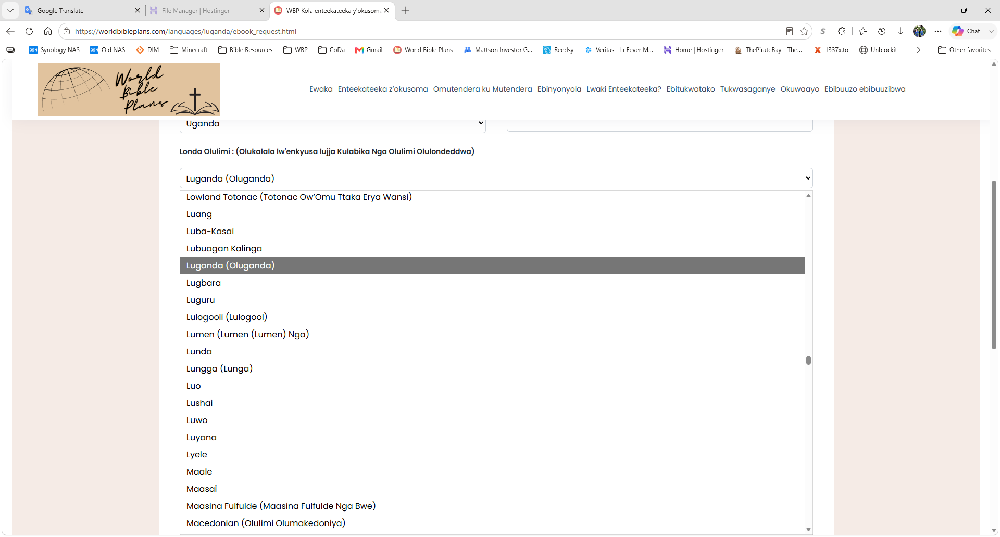 Google Translate
File Manager | Hostinger
WBP Kola enteekateeka y'okusoma
https://worldbibleplans.com/languages/luganda/ebook_request.html
Chat
Synology NAS
Old NAS
DIM
Minecraft
Bible Resources
WBP
CoDa
Gmail
World Bible Plans
Mattson Investor G...
Reedsy
Veritas - LeFever M...
Home | Hostinger
ThePirateBay - The...
1337x.to
Unblockit
Other favorites
World
Bible
Plans
Ewaka
Enteekateeka z’okusoma
Omutendera ku Mutendera
Ebinyonyola
Lwaki Enteekateeka?
Ebitukwatako
Tukwasaganye
Okuwaayo
Ebibuuzo ebibuuzibwa
Uganda
Londa Olulimi : (Olukalala lw'enkyusa lujja Kulabika Nga Olulimi Olulondeddwa)
Luganda (Oluganda)
Lowland Totonac (Totonac Ow’Omu Ttaka Erya Wansi)
Luang
Luba-Kasai
Lubuagan Kalinga
Luganda (Oluganda)
Lugbara
Luguru
Lulogooli (Lulogool)
Lumen (Lumen (Lumen) Nga)
Lunda
Lungga (Lunga)
Luo
Lushai
Luwo
Luyana
Lyele
Maale
Maasai
Maasina Fulfulde (Maasina Fulfulde Nga Bwe)
Macedonian (Olulimi Olumakedoniya)